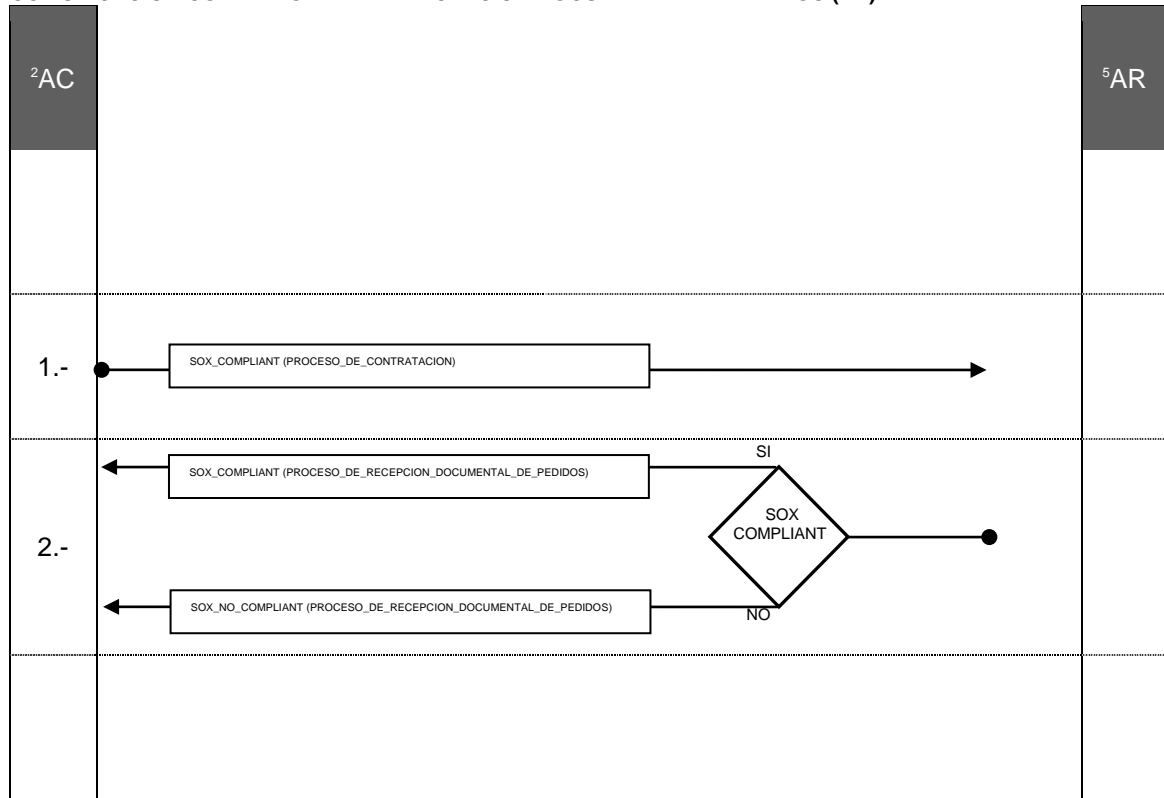 ²AC
⁵AR
1.-
SOX_COMPLIANT (PROCESO_DE_CONTRATACION)
SI
SOX_COMPLIANT (PROCESO_DE_RECEPCION_DOCUMENTAL_DE_PEDIDOS)
SOX
COMPLIANT
2.-
SOX_NO_COMPLIANT (PROCESO_DE_RECEPCION_DOCUMENTAL_DE_PEDIDOS)
NO